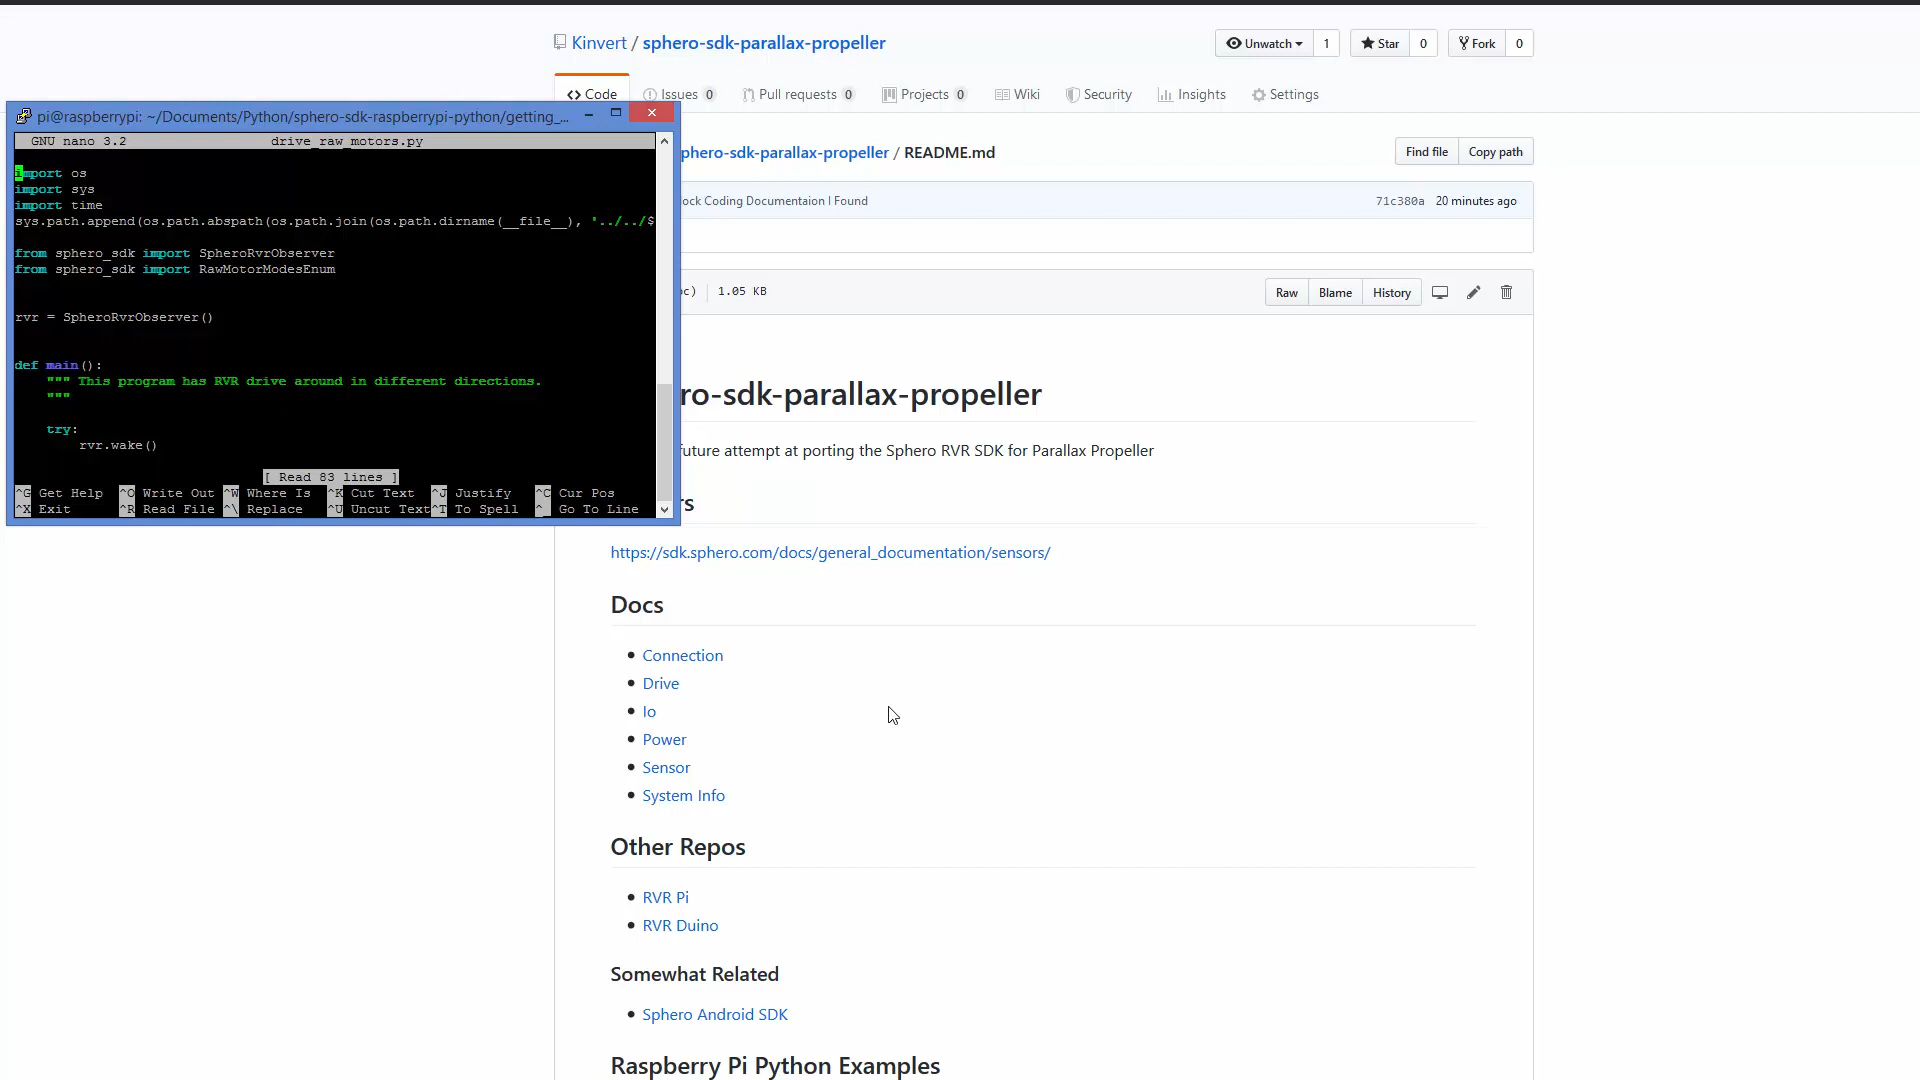 Kinvert / sphero-sdk-parallax-propeller
Unwatch 1 Star 0 Fork 0
Code Issues 0 Pull requests 0 Projects 0 Wiki Security Insights Settings
pi@raspberrypi: ~/Documents/Python/sphero-sdk-raspberrypi-python/getting_...
GNU nano 3.2 drive_raw_motors.py
import os
import sys
import time
sys.path.append(os.path.abspath(os.path.join(os.path.dirname(__file__), '../../$
from sphero_sdk import SpheroRvrObserver
from sphero_sdk import RawMotorModesEnum
rvr = SpheroRvrObserver()
def main():
""" This program has RVR drive around in different directions.
"""
try:
rvr.wake()
[ Read 83 lines ]
^G Get Help ^O Write Out ^W Where Is ^K Cut Text ^J Justify ^C Cur Pos
^X Exit ^R Read File ^\ Replace ^U Uncut Text ^T To Spell ^_ Go To Line
phero-sdk-parallax-propeller / README.md
Find file Copy path
ock Coding Documentaion I Found
71c380a 20 minutes ago
oc) 1.05 KB
Raw Blame History
ro-sdk-parallax-propeller
future attempt at porting the Sphero RVR SDK for Parallax Propeller
rs
https://sdk.sphero.com/docs/general_documentation/sensors/
Docs
Connection
Drive
Io
Power
Sensor
System Info
Other Repos
RVR Pi
RVR Duino
Somewhat Related
Sphero Android SDK
Raspberry Pi Python Examples